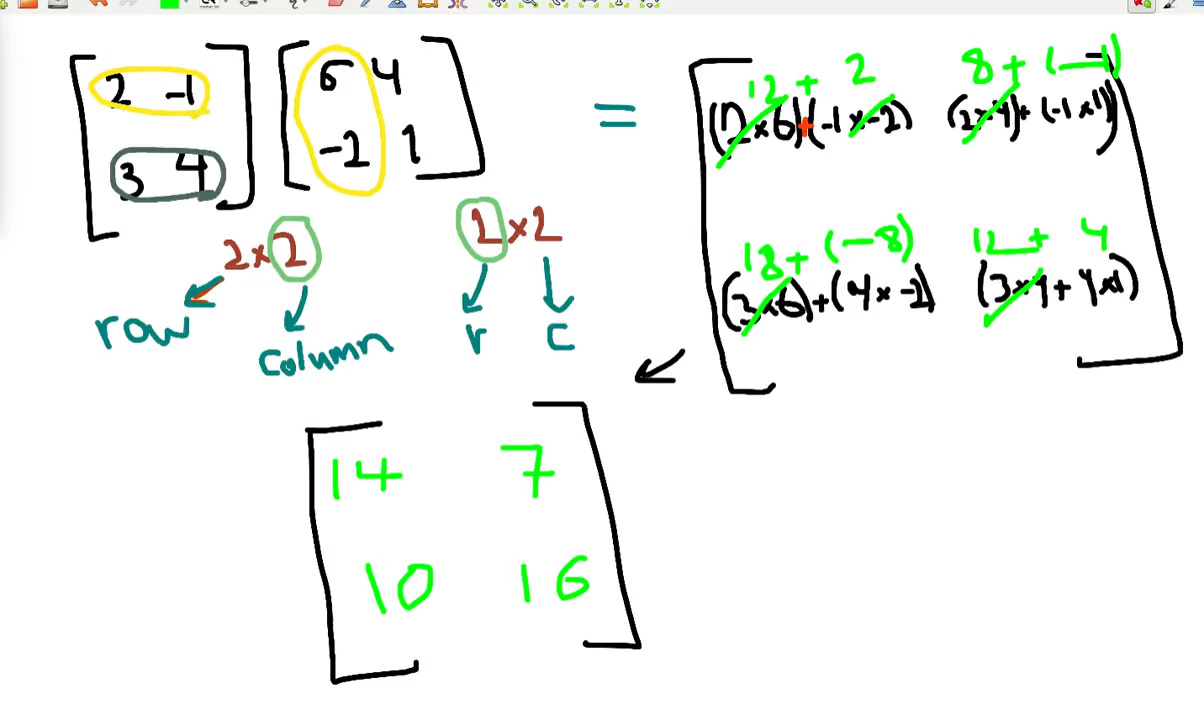 2 -1 6 4 = 12 + 2 8 + (-1)
(2×6)+(-1×-2) (2×4)+(-1×1)
3 4 -2 1
2×2 2×2 18 + (-8) 12 + 4
(3×6)+(4×-2) (3×4+4×1)
row column r c
14 7
10 16